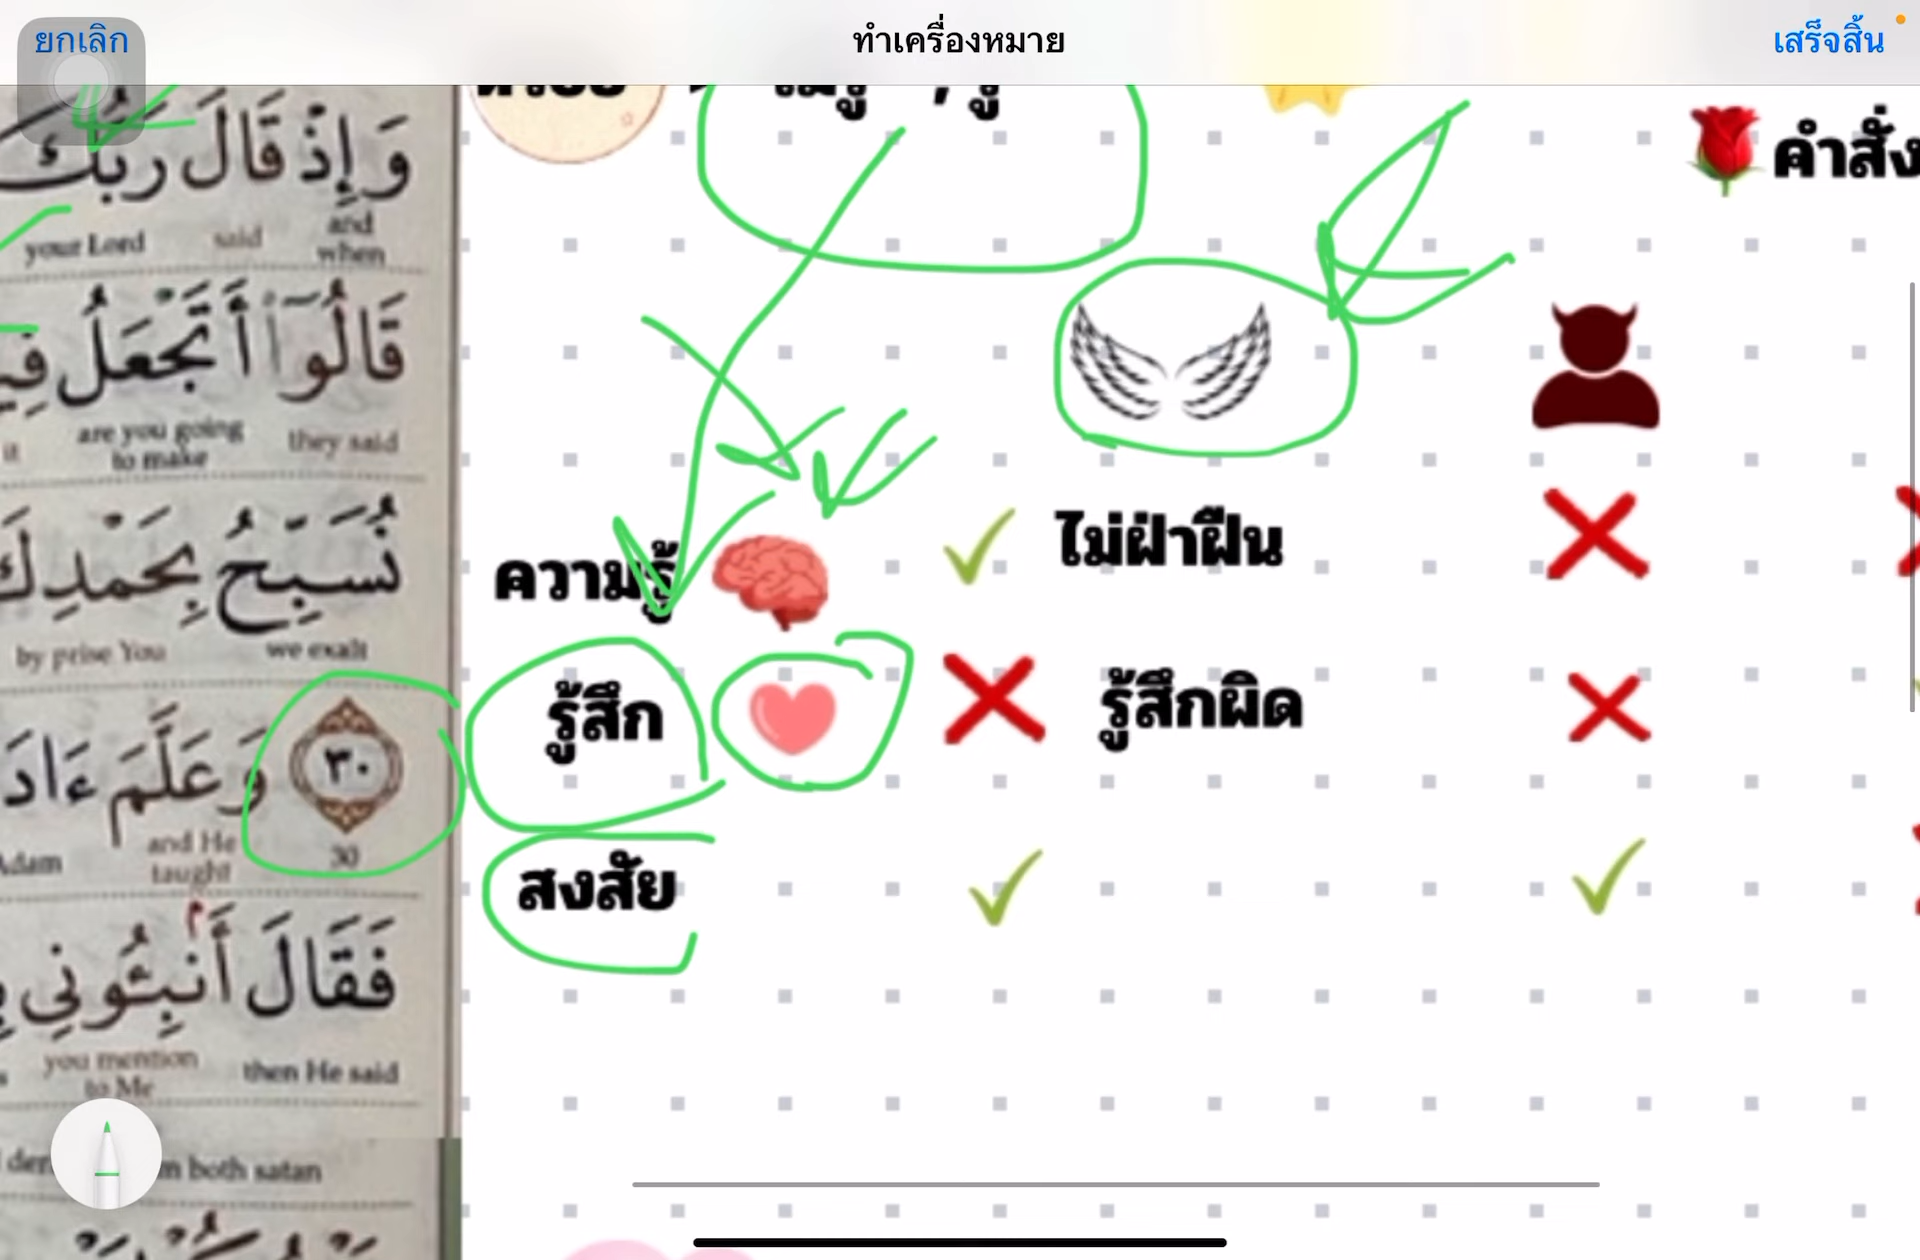 ยกเลิก
ทำเครื่องหมาย
เสร็จสิ้น
وَإِذْ قَالَ رَبُّكَ
and when
said
your Lord
قَالُوٓا۟ أَتَجْعَلُ
they said
are you going to make
it
نُسَبِّحُ بِحَمْدِكَ
we exalt
by prise You
٣٠
وَعَلَّمَ
30
and He taught
Adam
فَقَالَ أَنۢبِـُٔونِى
then He said
you mention to Me
both satan
คำสั่ง
ความรู้
ไม่ฝ่าฝืน
รู้สึก
รู้สึกผิด
สงสัย